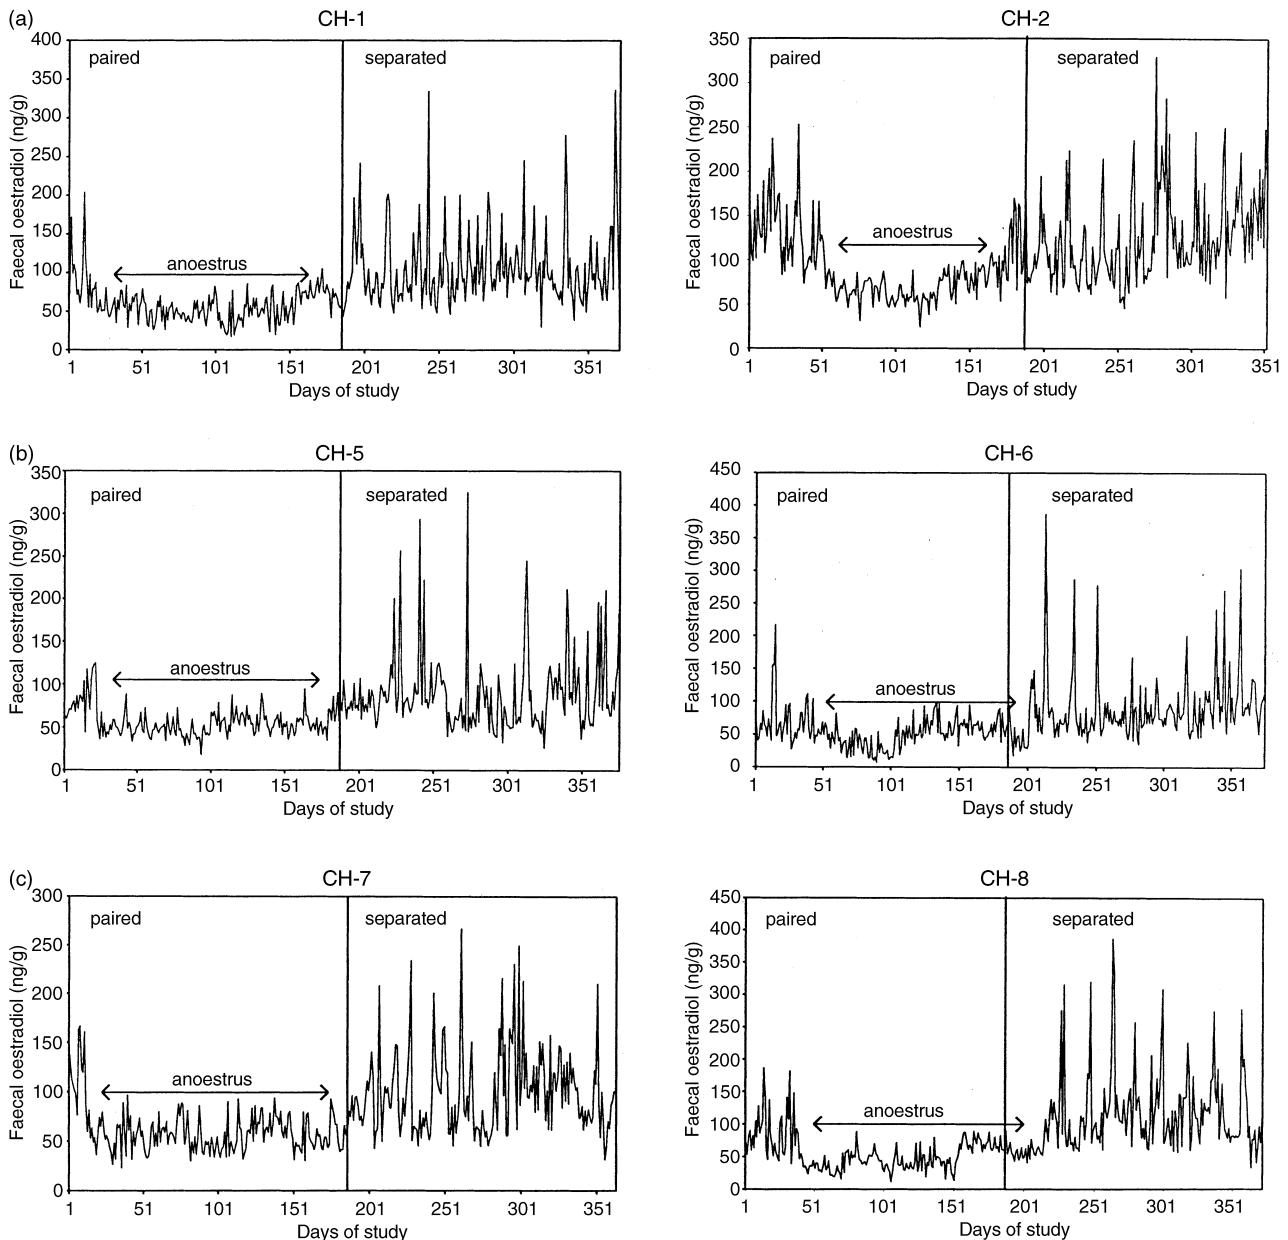 (a)
CH-1
400
350
300
250
200
150
100
50
0
Faecal oestradiol (ng/g)
paired
separated
anoestrus
1 51 101 151 201 251 301 351
Days of study
CH-2
350
300
250
200
150
100
50
0
Faecal oestradiol (ng/g)
paired
separated
anoestrus
1 51 101 151 201 251 301 351
Days of study
(b)
CH-5
350
300
250
200
150
100
50
0
Faecal oestradiol (ng/g)
paired
separated
anoestrus
1 51 101 151 201 251 301 351
Days of study
CH-6
450
400
350
300
250
200
150
100
50
0
Faecal oestradiol (ng/g)
paired
separated
anoestrus
1 51 101 151 201 251 301 351
Days of study
(c)
CH-7
300
250
200
150
100
50
0
Faecal oestradiol (ng/g)
paired
separated
anoestrus
1 51 101 151 201 251 301 351
Days of study
CH-8
450
400
350
300
250
200
150
100
50
0
Faecal oestradiol (ng/g)
paired
separated
anoestrus
1 51 101 151 201 251 301 351
Days of study